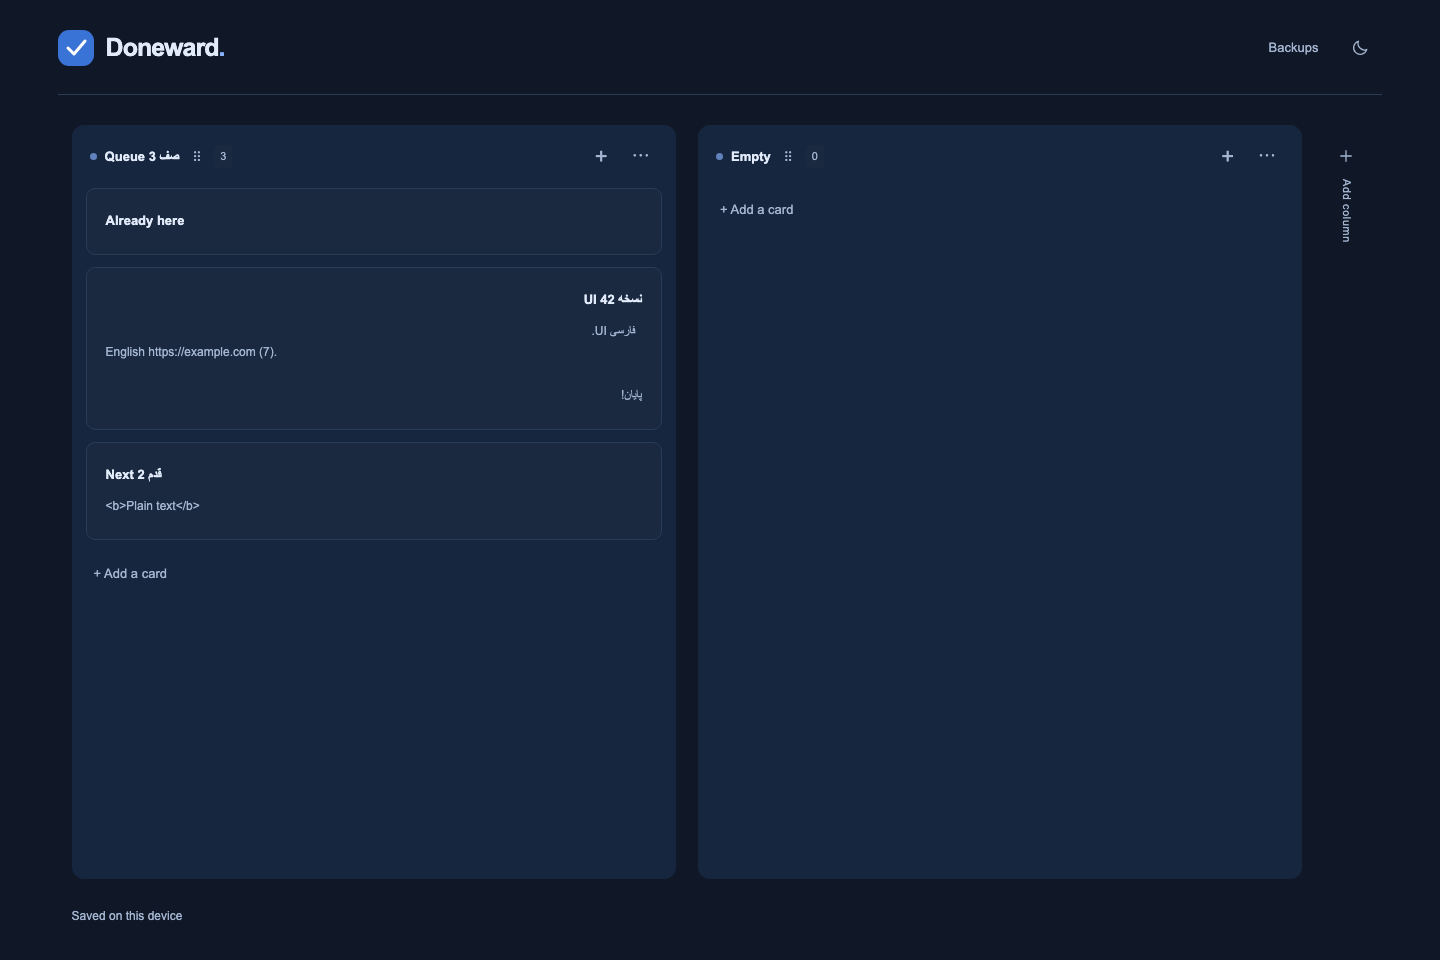 Doneward.
Backups
Queue 3 صف
3
Already here
نسخه 42 UI
فارسی UI.
English https://example.com (7).
پایان!
Next 2 قدم
<b>Plain text</b>
+ Add a card
Empty
0
+ Add a card
Add column
Saved on this device